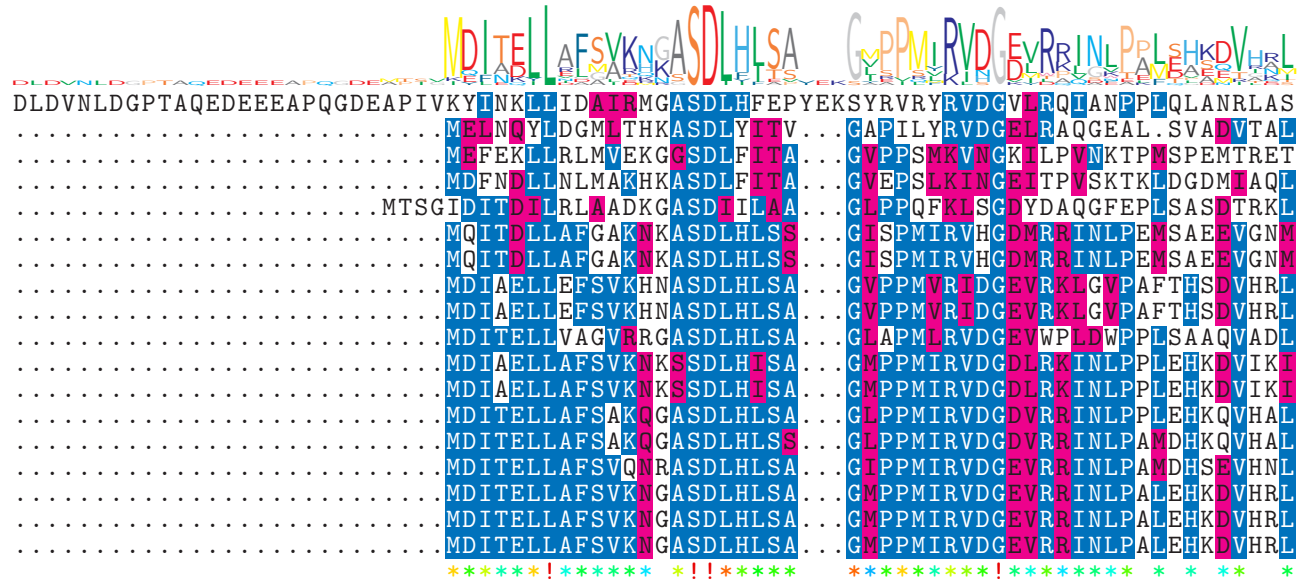 DLDVNLDGPTAQEDEEEAPQGDEAPIVKYINKLLIDAIRMGASDLHFEPYEKSYRVRYRVDGVLRQIANPPLQLANRLAS
...........................MELNQYLDGMLTHKASDLYITV...GAPILYRVDGELRAQGEAL.SVADVTAL
...........................MEFEKLLRLMVEKGGSDLFITA...GVPPSMKVNGKILPVNKTPMSPEMTRET
...........................MDFNDLLNLMAKHKASDLFITA...GVEPSLKINGEITPVSKTKLDGDMIAQL
.......................MTSGIDITDILRLAADKGASDIILAA...GLPPQFKLSGDYDAQGFEPLSASDTRKL
...........................MQITDLLAFGAKNKASDLHLSS...GISPMIRVHGDMRRINLPEMSAEEVGNM
...........................MQITDLLAFGAKNKASDLHLSS...GISPMIRVHGDMRRINLPEMSAEEVGNM
...........................MDIAELLEFSVKHNASDLHLSA...GVPPMVRIDGEVRKLGVPAFTHSDVHRL
...........................MDIAELLEFSVKHNASDLHLSA...GVPPMVRIDGEVRKLGVPAFTHSDVHRL
...........................MDITELLVAGVRRGASDLHLSA...GLAPMLRVDGEVWPLDWPPLSAAQVADL
...........................MDIAELLAFSVKNKSSDLHISA...GMPPMIRVDGDLRKINLPPLEHKDVIKI
...........................MDIAELLAFSVKNKSSDLHISA...GMPPMIRVDGDLRKINLPPLEHKDVIKI
...........................MDITELLAFSAKQGASDLHLSA...GLPPMIRVDGDVRRINLPPLEHKQVHAL
...........................MDITELLAFSAKQGASDLHLSS...GLPPMIRVDGDVRRINLPAMDHKQVHAL
...........................MDITELLAFSVQNRASDLHLSA...GIPPMIRVDGEVRRINLPAMDHSEVHNL
...........................MDITELLAFSVKNGASDLHLSA...GMPPMIRVDGEVRRINLPALEHKDVHRL
...........................MDITELLAFSVKNGASDLHLSA...GMPPMIRVDGEVRRINLPALEHKDVHRL
...........................MDITELLAFSVKNGASDLHLSA...GMPPMIRVDGEVRRINLPALEHKDVHRL
******!****** *!!***** *********!******** * * ** *